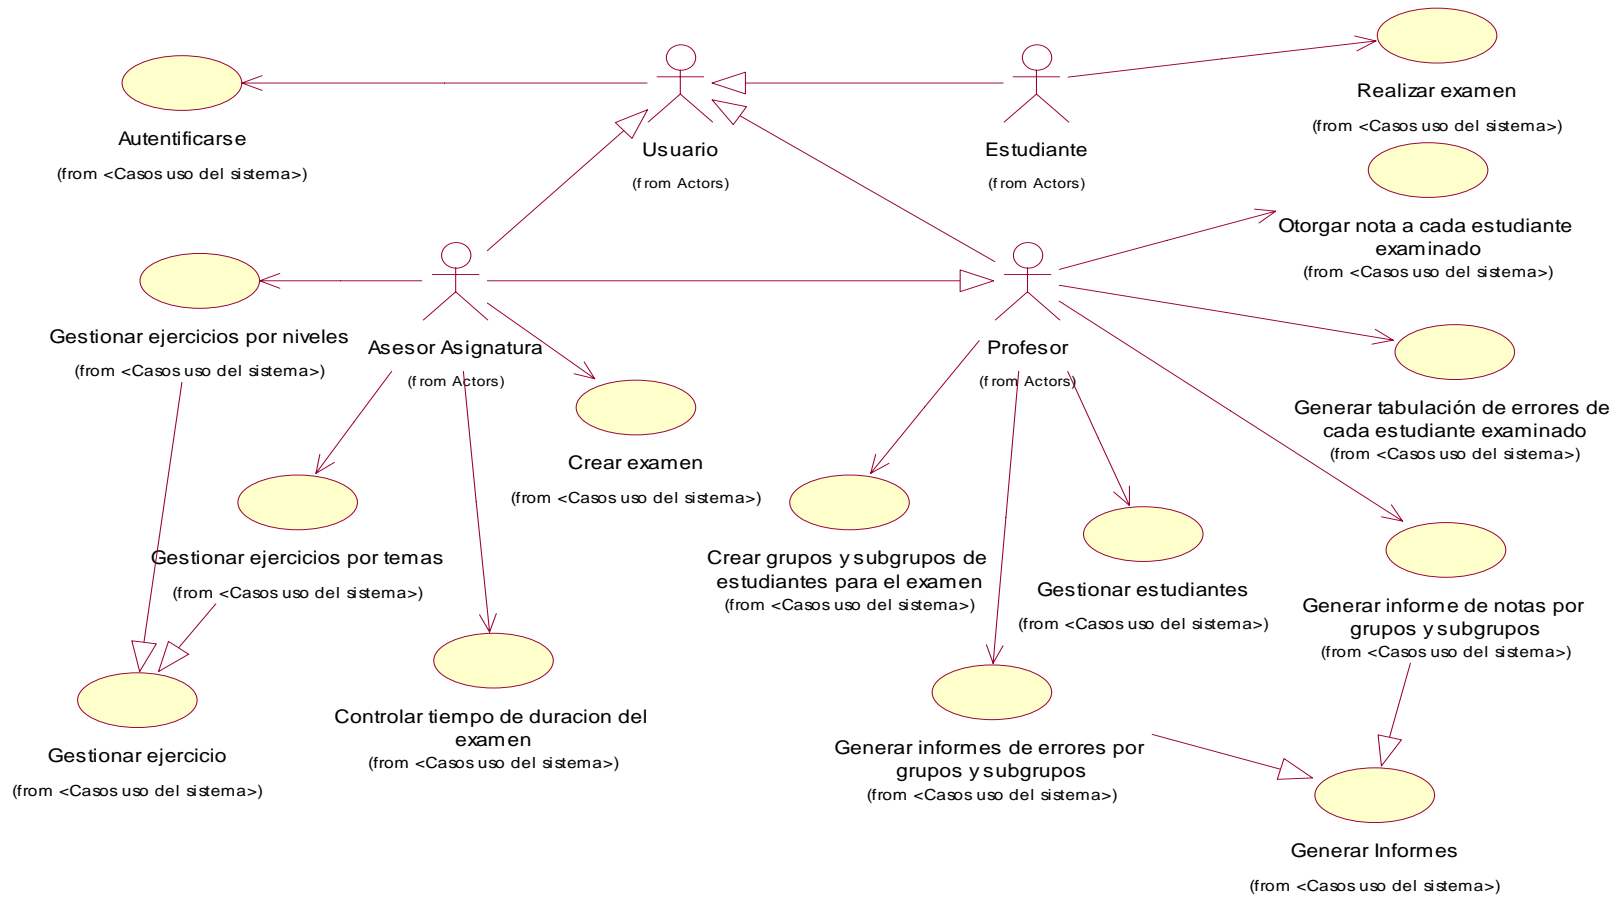 Realizar examen
(from <Casos uso del sistema>)
Autentificarse
(from <Casos uso del sistema>)
Usuario
(from Actors)
Estudiante
(from Actors)
Otorgar nota a cada estudiante
examinado
(from <Casos uso del sistema>)
Gestionar ejercicios por niveles
(from <Casos uso del sistema>)
Asesor Asignatura
(from Actors)
Profesor
(from Actors)
Generar tabulación de errores de
cada estudiante examinado
(from <Casos uso del sistema>)
Crear examen
(from <Casos uso del sistema>)
Gestionar ejercicios por temas
(from <Casos uso del sistema>)
Crear grupos y subgrupos de
estudiantes para el examen
(from <Casos uso del sistema>)
Gestionar estudiantes
(from <Casos uso del sistema>)
Generar informe de notas por
grupos y subgrupos
(from <Casos uso del sistema>)
Gestionar ejercicio
(from <Casos uso del sistema>)
Controlar tiempo de duracion del
examen
(from <Casos uso del sistema>)
Generar informes de errores por
grupos y subgrupos
(from <Casos uso del sistema>)
Generar Informes
(from <Casos uso del sistema>)